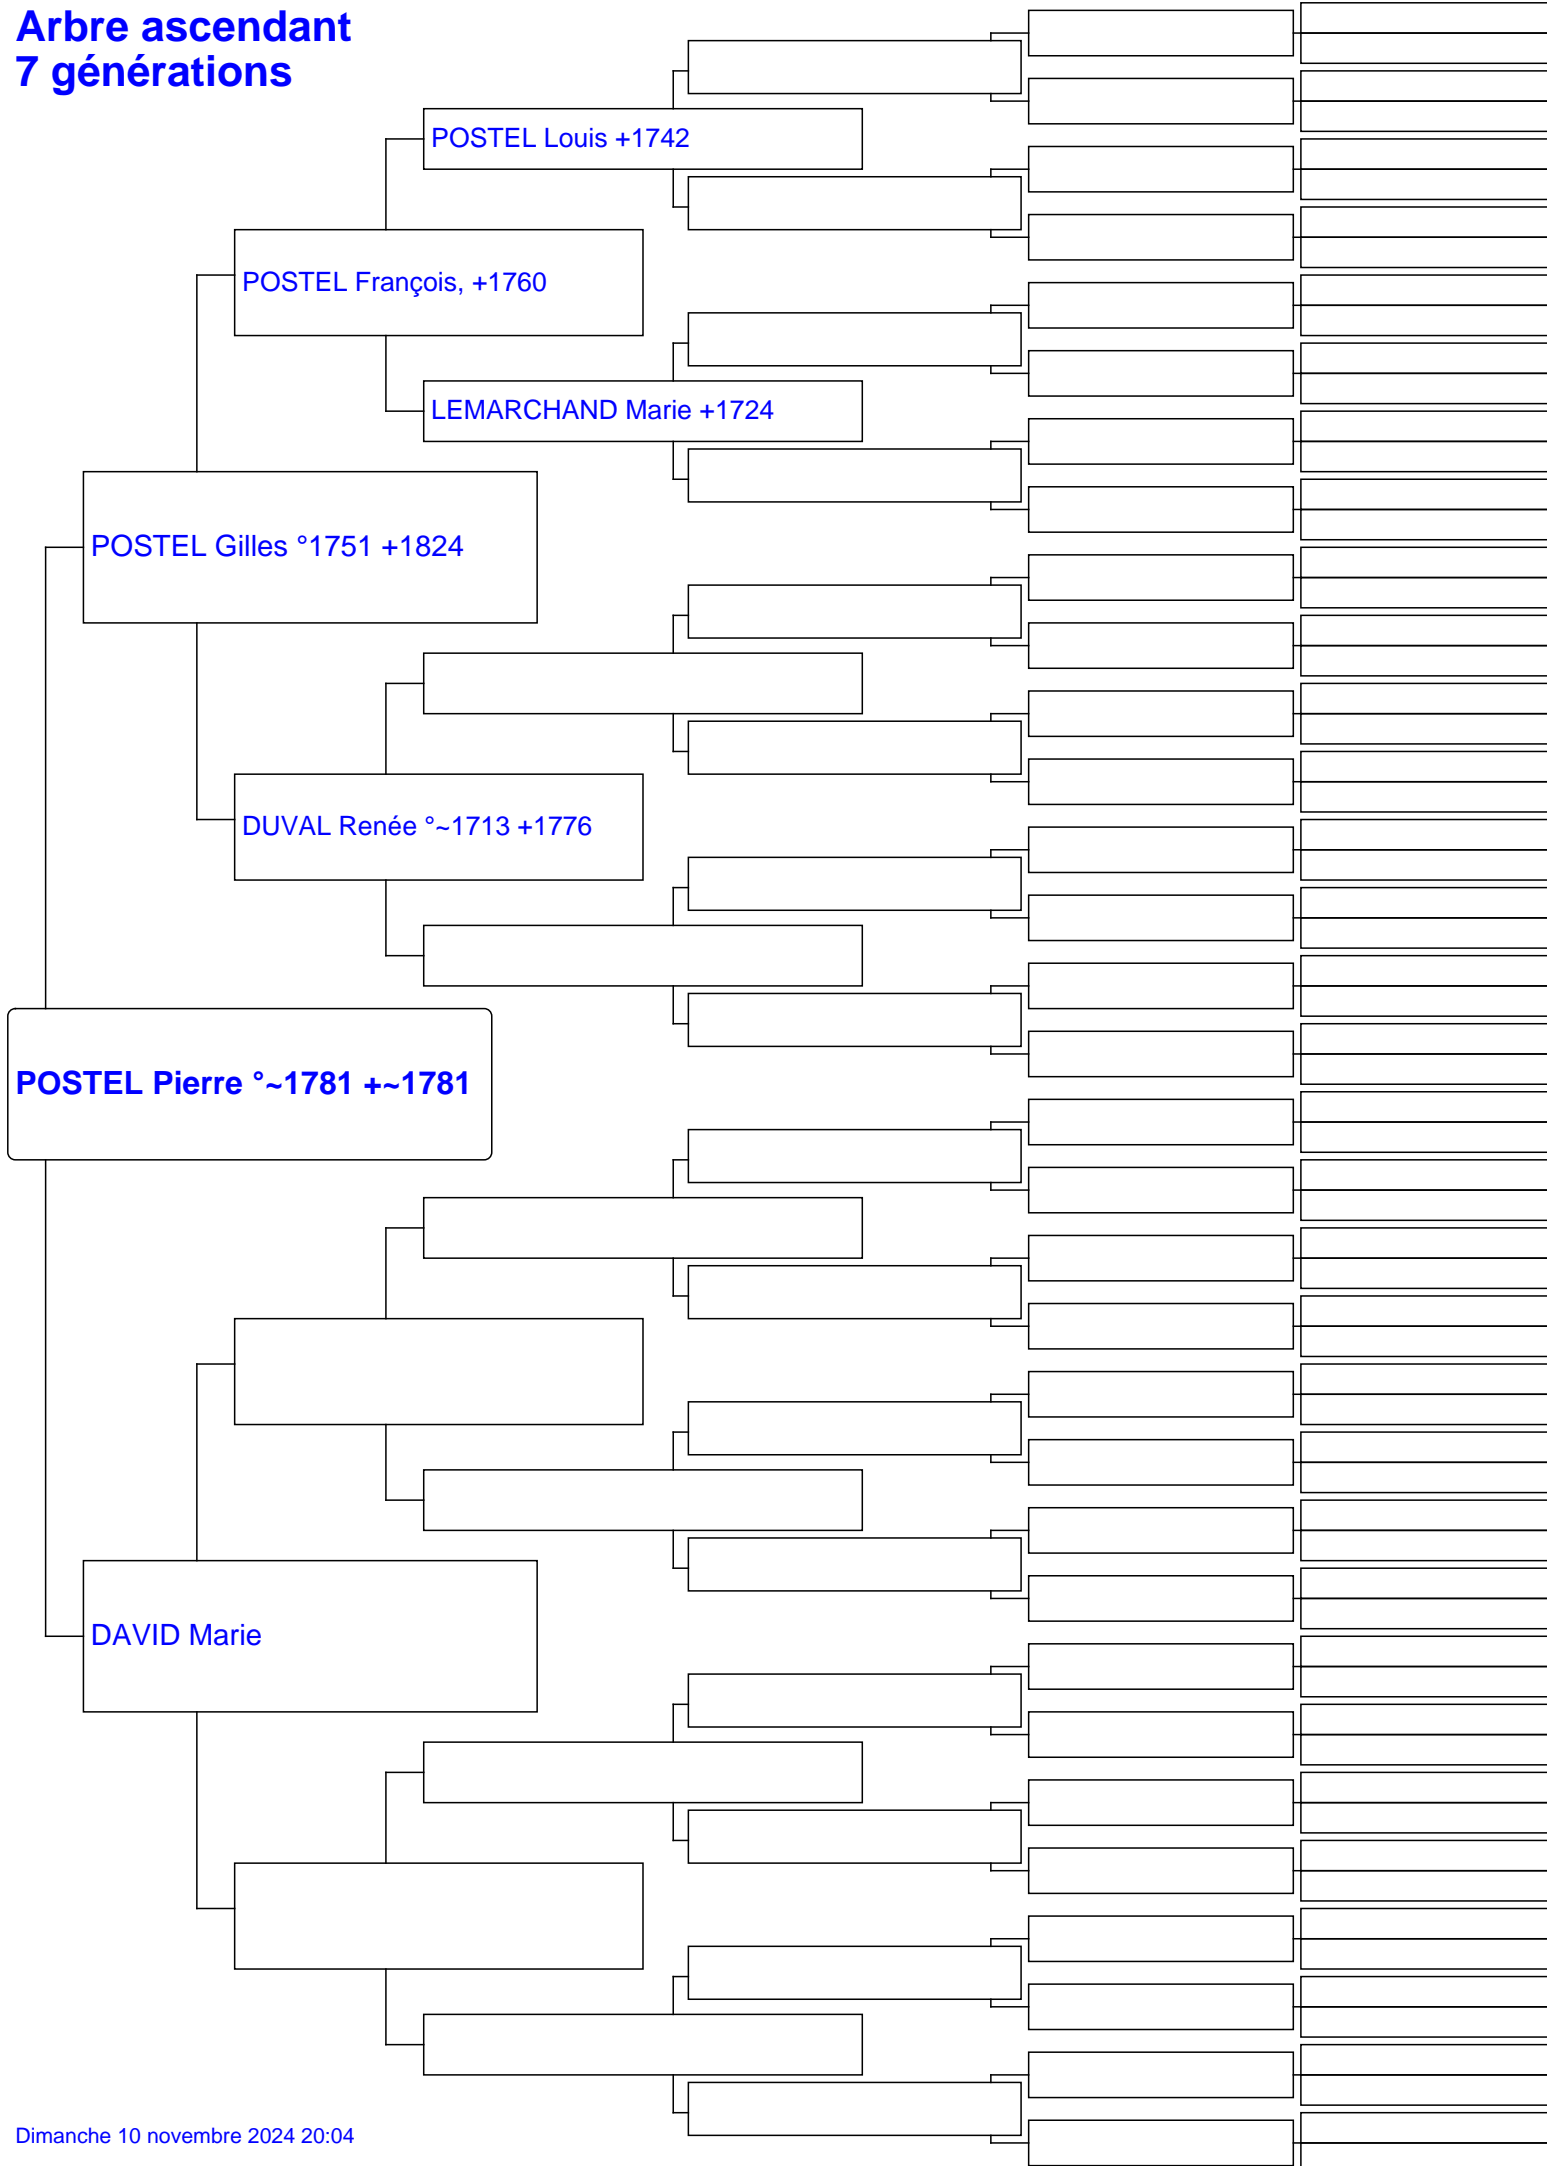 Arbre ascendant
7 générations
POSTEL Louis +1742
POSTEL François, +1760
LEMARCHAND Marie +1724
POSTEL Gilles °1751 +1824
DUVAL Renée °~1713 +1776
POSTEL Pierre °~1781 +~1781
DAVID Marie
Dimanche 10 novembre 2024 20:04